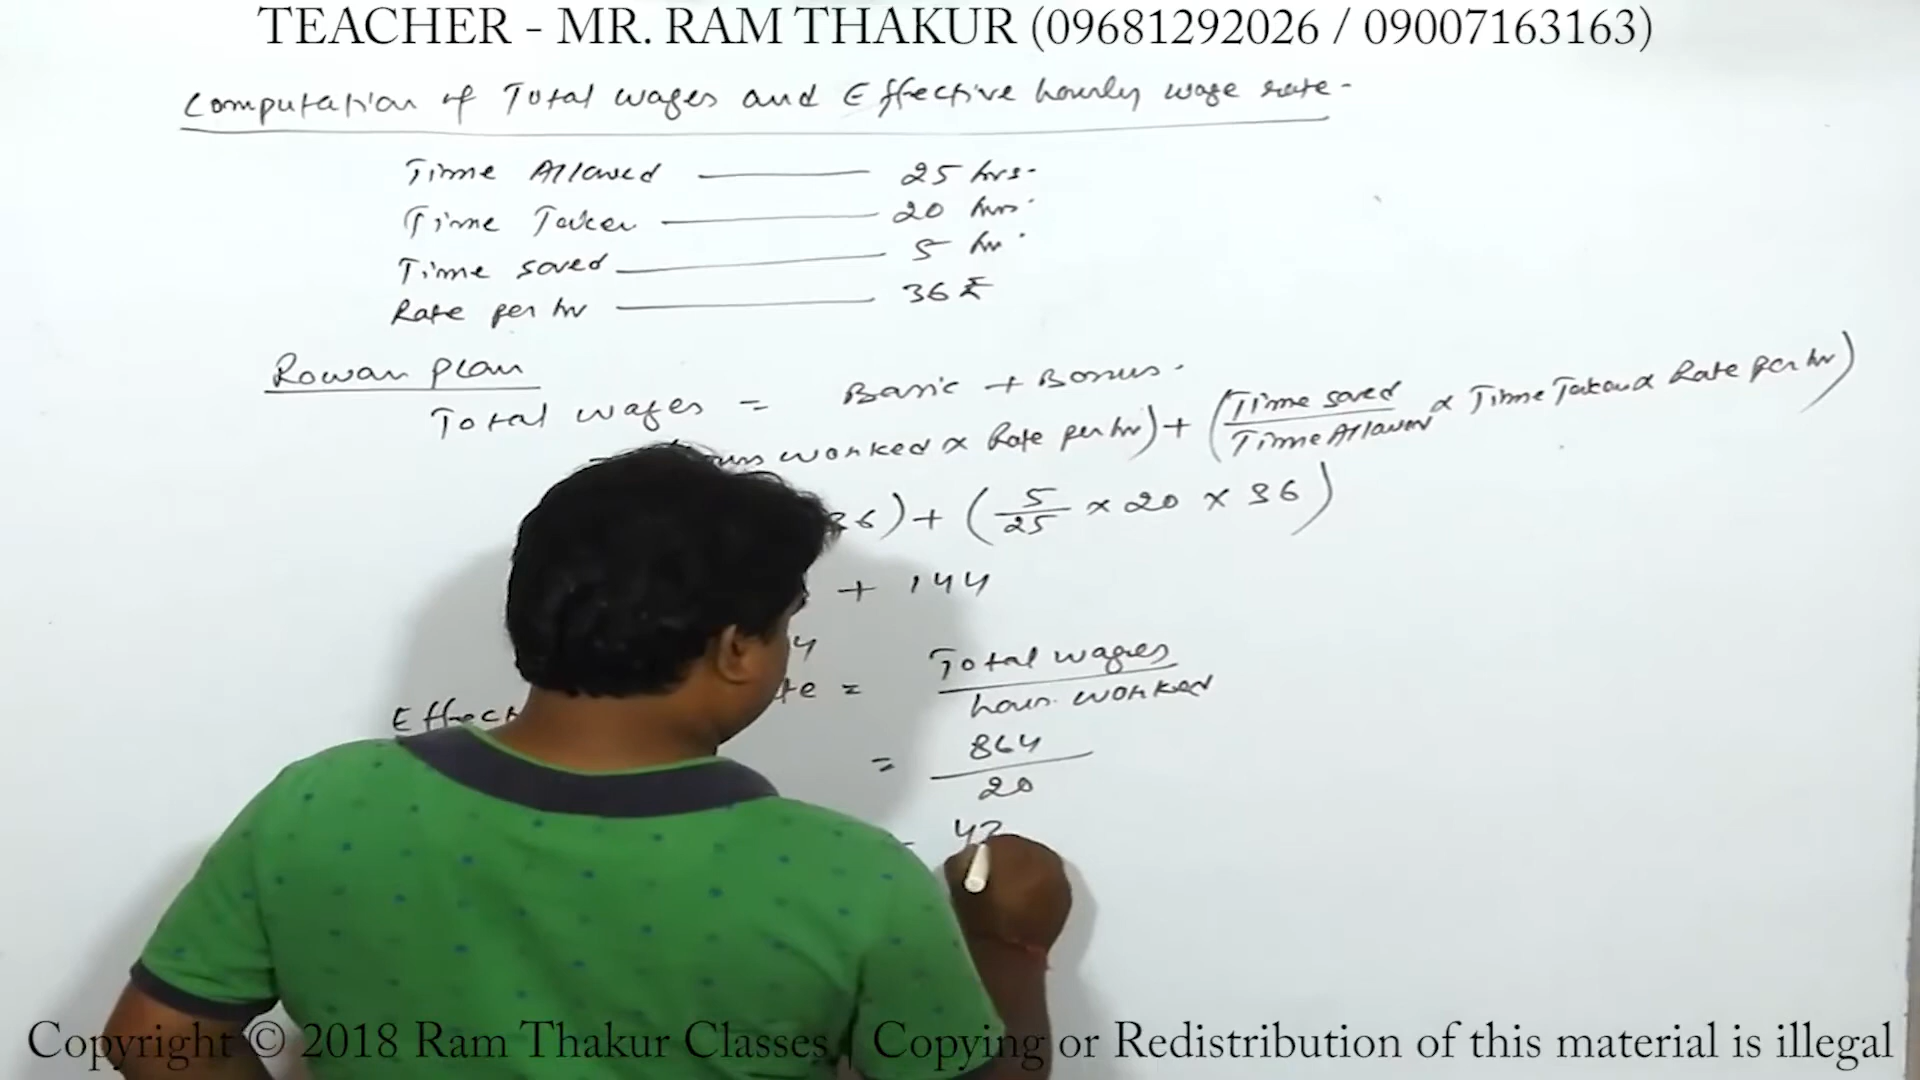 TEACHER - MR. RAM THAKUR (09681292026 / 09007163163)
Computation of Total wages and Effective hourly wage rate-
Time Allowed —— 25 hrs.
Time Taken —— 20 hrs.
Time saved —— 5 hr.
Rate per hr —— 36 ₹
Rowan plan
Total wages = Basic + Bonus.
worked × Rate per hr) + (Time saved / Time Allowed × Time Taken × Rate per hr)
36) + (5/25 × 20 × 36)
+ 144
4
Effect te = Total wages / hours worked
= 864 / 20
= 43
Copyright © 2018 Ram Thakur Classes | Copying or Redistribution of this material is illegal